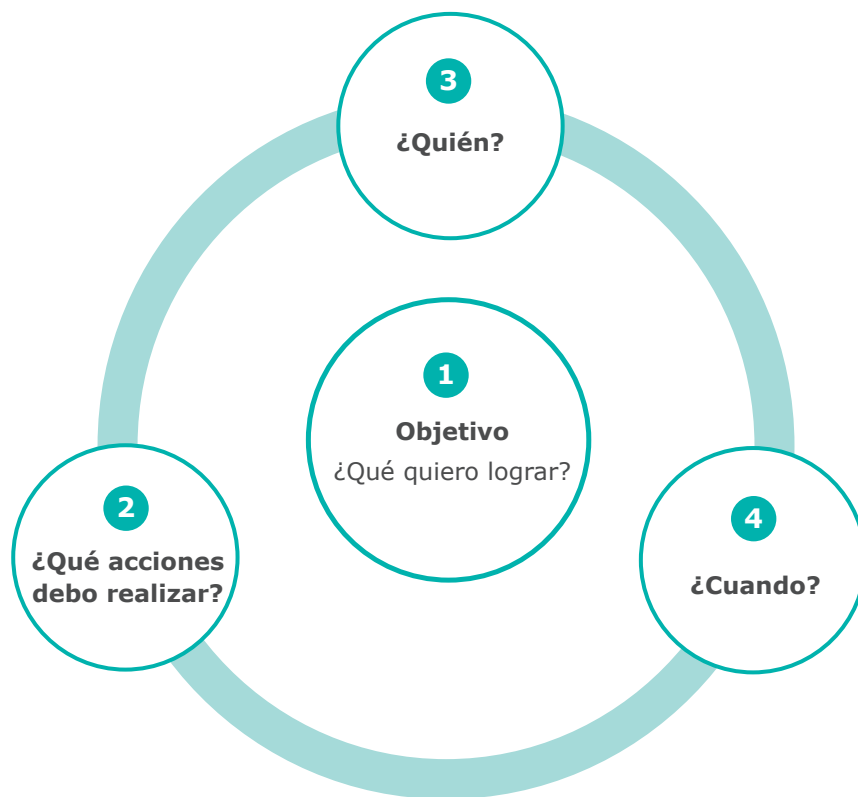 3
¿Quién?
1
Objetivo
¿Qué quiero lograr?
2
¿Qué acciones
debo realizar?
4
¿Cuando?